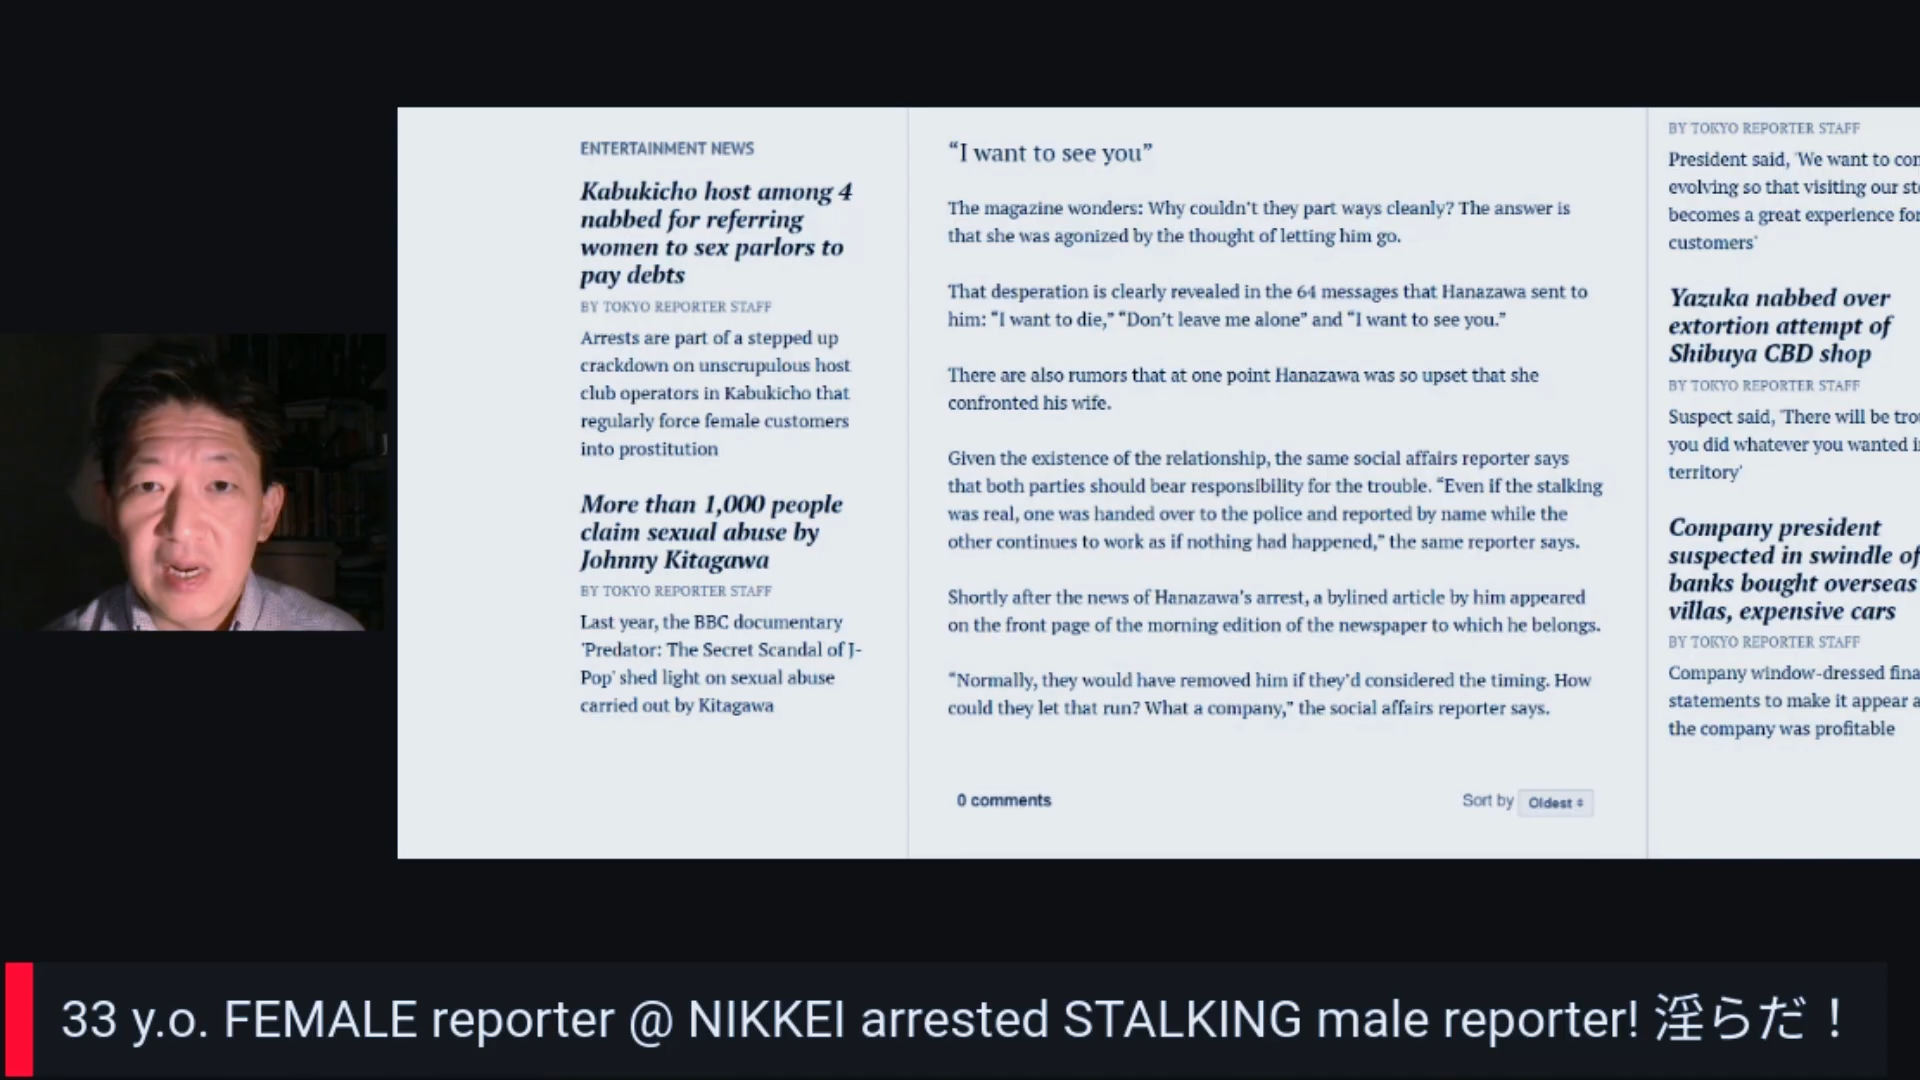 ENTERTAINMENT NEWS
Kabukicho host among 4
nabbed for referring
women to sex parlors to
pay debts
BY TOKYO REPORTER STAFF
Arrests are part of a stepped up
crackdown on unscrupulous host
club operators in Kabukicho that
regularly force female customers
into prostitution
More than 1,000 people
claim sexual abuse by
Johnny Kitagawa
BY TOKYO REPORTER STAFF
Last year, the BBC documentary
'Predator: The Secret Scandal of J-
Pop' shed light on sexual abuse
carried out by Kitagawa
“I want to see you”
The magazine wonders: Why couldn't they part ways cleanly? The answer is
that she was agonized by the thought of letting him go.
That desperation is clearly revealed in the 64 messages that Hanazawa sent to
him: “I want to die,” “Don't leave me alone” and “I want to see you.”
There are also rumors that at one point Hanazawa was so upset that she
confronted his wife.
Given the existence of the relationship, the same social affairs reporter says
that both parties should bear responsibility for the trouble. “Even if the stalking
was real, one was handed over to the police and reported by name while the
other continues to work as if nothing had happened,” the same reporter says.
Shortly after the news of Hanazawa's arrest, a bylined article by him appeared
on the front page of the morning edition of the newspaper to which he belongs.
“Normally, they would have removed him if they'd considered the timing. How
could they let that run? What a company,” the social affairs reporter says.
0 comments
Sort by Oldest
BY TOKYO REPORTER STAFF
President said, 'We want to
evolving so that visiting our
becomes a great experience for
customers'
Yazuka nabbed over
extortion attempt of
Shibuya CBD shop
BY TOKYO REPORTER STAFF
Suspect said, 'There will be
you did whatever you wanted
territory'
Company president
suspected in swindle of
banks bought overseas
villas, expensive cars
BY TOKYO REPORTER STAFF
Company window-dressed
statements to make it appear
the company was profitable
33 y.o. FEMALE reporter @ NIKKEI arrested STALKING male reporter! 淫らだ！